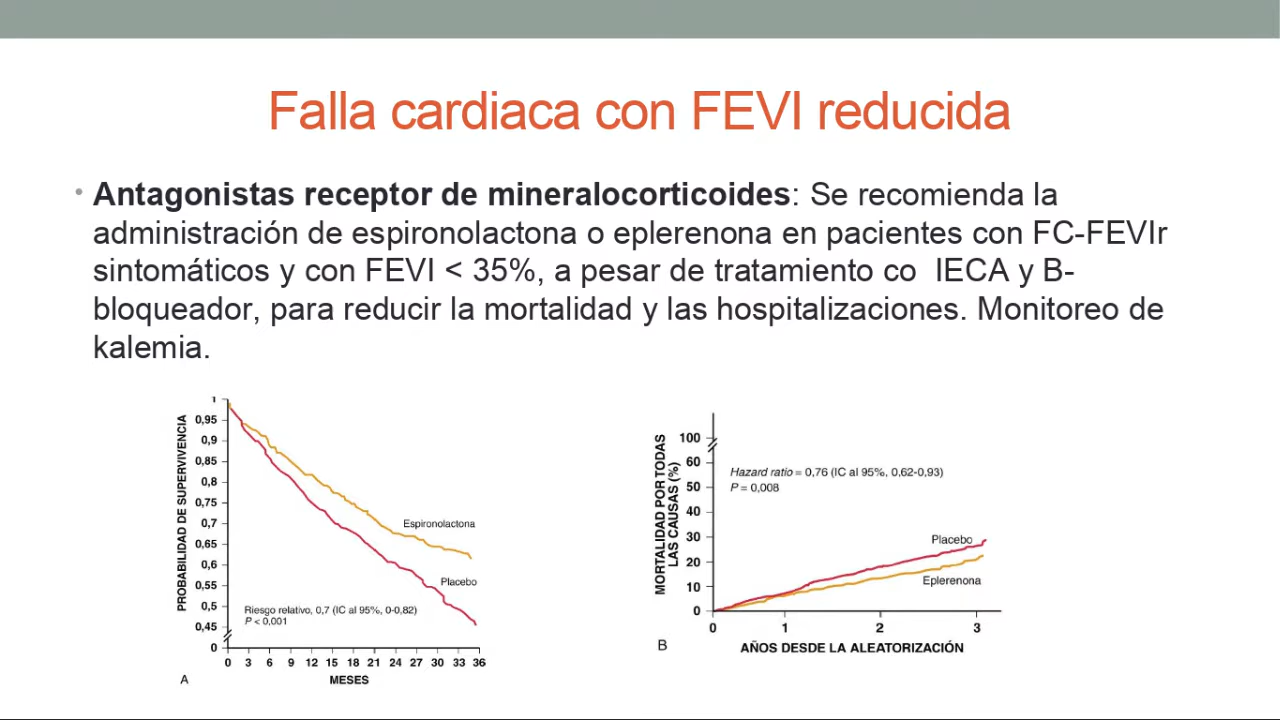 Falla cardiaca con FEVI reducida
• Antagonistas receptor de mineralocorticoides: Se recomienda la
administración de espironolactona o eplerenona en pacientes con FC-FEVIr
sintomáticos y con FEVI < 35%, a pesar de tratamiento co IECA y B-
bloqueador, para reducir la mortalidad y las hospitalizaciones. Monitoreo de
kalemia.
PROBABILIDAD DE SUPERVIVENCIA
1
0,95
0,9
0,85
0,8
0,75
0,7
0,65
0,6
0,55
0,5
0,45
0
Espironolactona
Placebo
Riesgo relativo, 0,7 (IC al 95%, 0-0,82)
P < 0,001
0 3 6 9 12 15 18 21 24 27 30 33 36
MESES
A
MORTALIDAD POR TODAS
LAS CAUSAS (%)
100
60
50
40
30
20
10
0
Hazard ratio = 0,76 (IC al 95%, 0,62-0,93)
P = 0,008
Placebo
Eplerenona
0 1 2 3
AÑOS DESDE LA ALEATORIZACIÓN
B